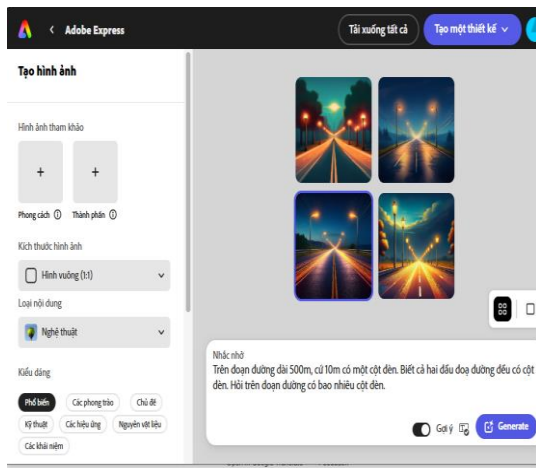 Adobe Express
Tải xuống tất cả
Tạo một thiết kế
Tạo hình ảnh
Hình ảnh tham khảo
Phong cách
Thành phần
Kích thước hình ảnh
Hình vuông (1:1)
Loại nội dung
Nghệ thuật
Kiểu dáng
Phổ biến
Các phong trào
Chủ đề
Kỹ thuật
Các hiệu ứng
Nguyên vật liệu
Các khái niệm
Nhắc nhở
Trên đoạn đường dài 500m, cứ 10m có một cột đèn. Biết cả hai đầu đoạ đường đều có cột
đèn. Hỏi trên đoạn đường có bao nhiêu cột đèn.
Gợi ý
Generate